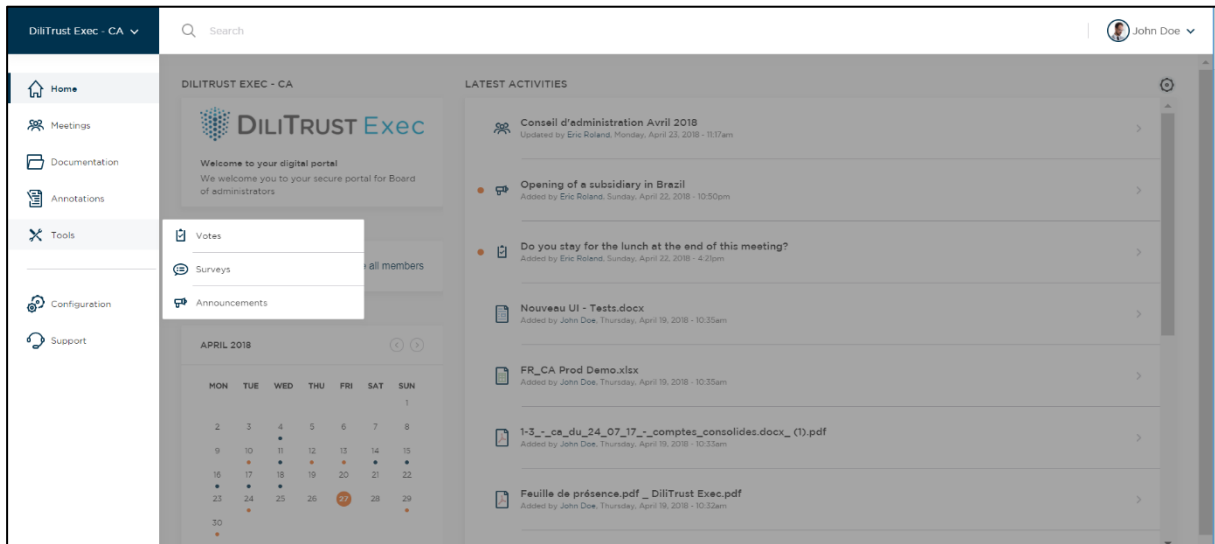 DiliTrust Exec - CA
Search
John Doe
Home
Meetings
Documentation
Annotations
Tools
Configuration
Support
Votes
Surveys
Announcements
DILITRUST EXEC - CA
DILITRUST Exec
Welcome to your digital portal
We welcome you to your secure portal for Board
of administrators
all members
APRIL 2018
MON TUE WED THU FRI SAT SUN
1
2 3 4 5 6 7 8
9 10 11 12 13 14 15
16 17 18 19 20 21 22
23 24 25 26 27 28 29
30
LATEST ACTIVITIES
Conseil d'administration Avril 2018
Updated by Eric Roland, Monday, April 23, 2018 - 11:17am
Opening of a subsidiary in Brazil
Added by Eric Roland, Sunday, April 22, 2018 - 10:50pm
Do you stay for the lunch at the end of this meeting?
Added by Eric Roland, Sunday, April 22, 2018 - 4:21pm
Nouveau UI - Tests.docx
Added by John Doe, Thursday, April 19, 2018 - 10:35am
FR_CA Prod Demo.xlsx
Added by John Doe, Thursday, April 19, 2018 - 10:35am
1-3_-_ca_du_24_07_17_-_comptes_consolides.docx_ (1).pdf
Added by John Doe, Thursday, April 19, 2018 - 10:33am
Feuille de présence.pdf _ DiliTrust Exec.pdf
Added by John Doe, Thursday, April 19, 2018 - 10:32am